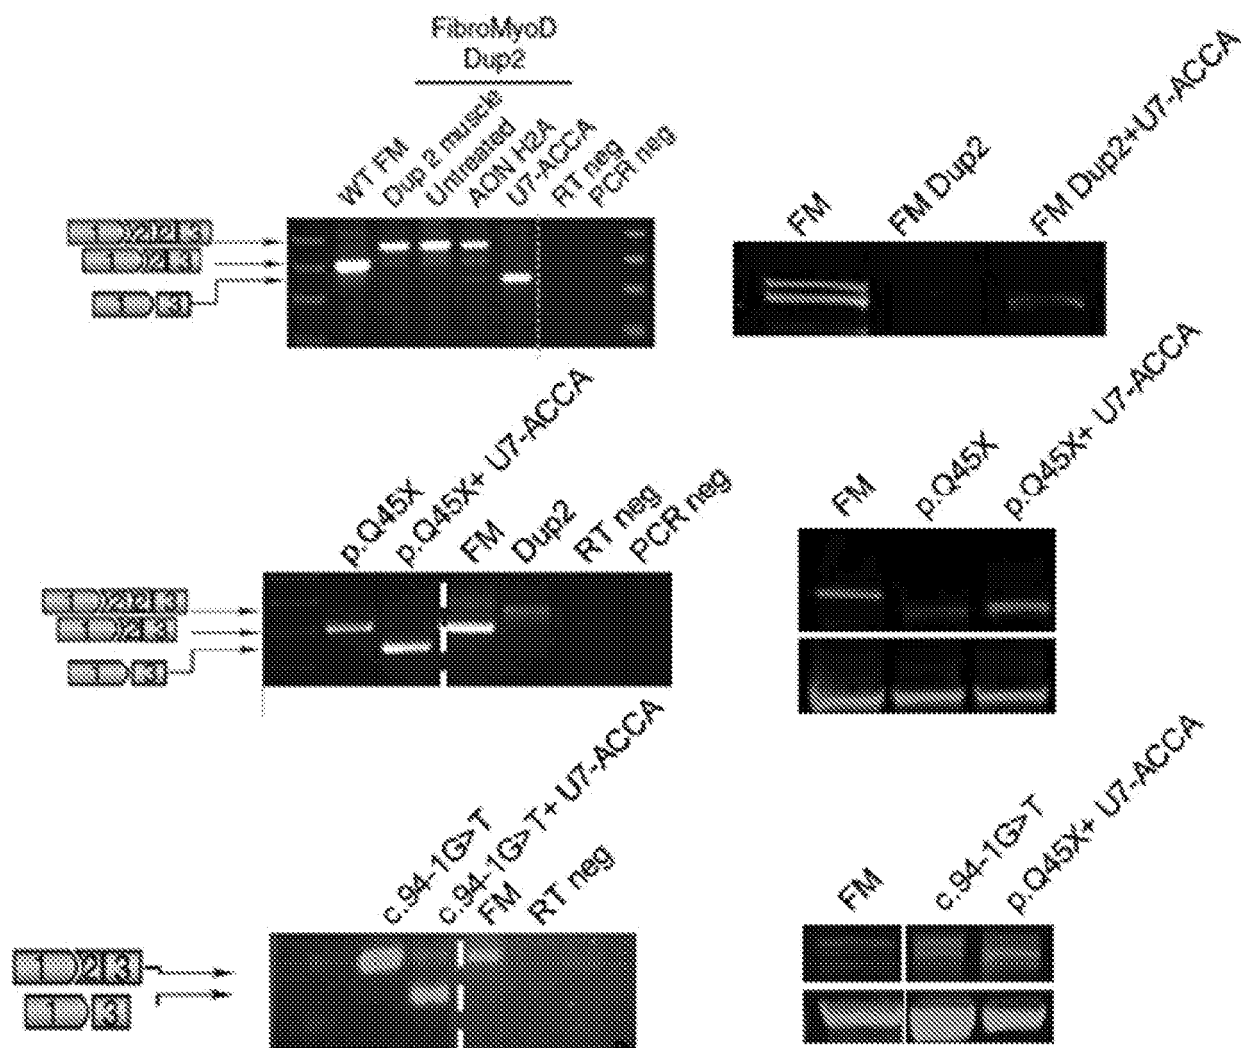 FibroMyoD
Dup2
WT FM
Dup 2 muscle
Untreated
AON H2A
U7-ACCA
RT neg
PCR neg
1 2 2 3
1 2 3
1 3
FM
FM Dup2
FM Dup2+U7-ACCA
p.Q45X
p.Q45X+ U7-ACCA
FM
Dup2
RT neg
PCR neg
1 2 2 3
1 2 3
1 3
FM
p.Q45X
p.Q45X+ U7-ACCA
c.94-1G>T
c.94-1G>T+ U7-ACCA
FM
RT neg
1 2 3
1 3
FM
c.94-1G>T
p.Q45X+ U7-ACCA